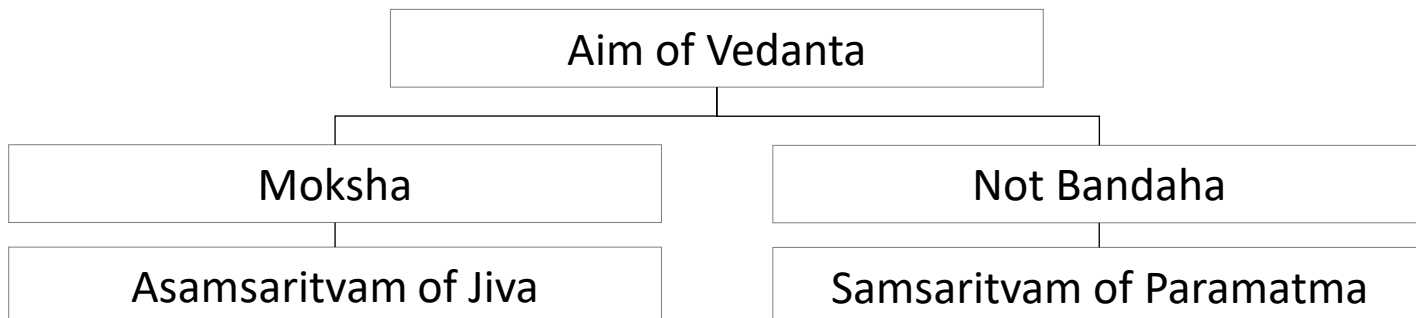 Aim of Vedanta
Moksha
Not Bandaha
Asamsaritvam of Jiva
Samsaritvam of Paramatma